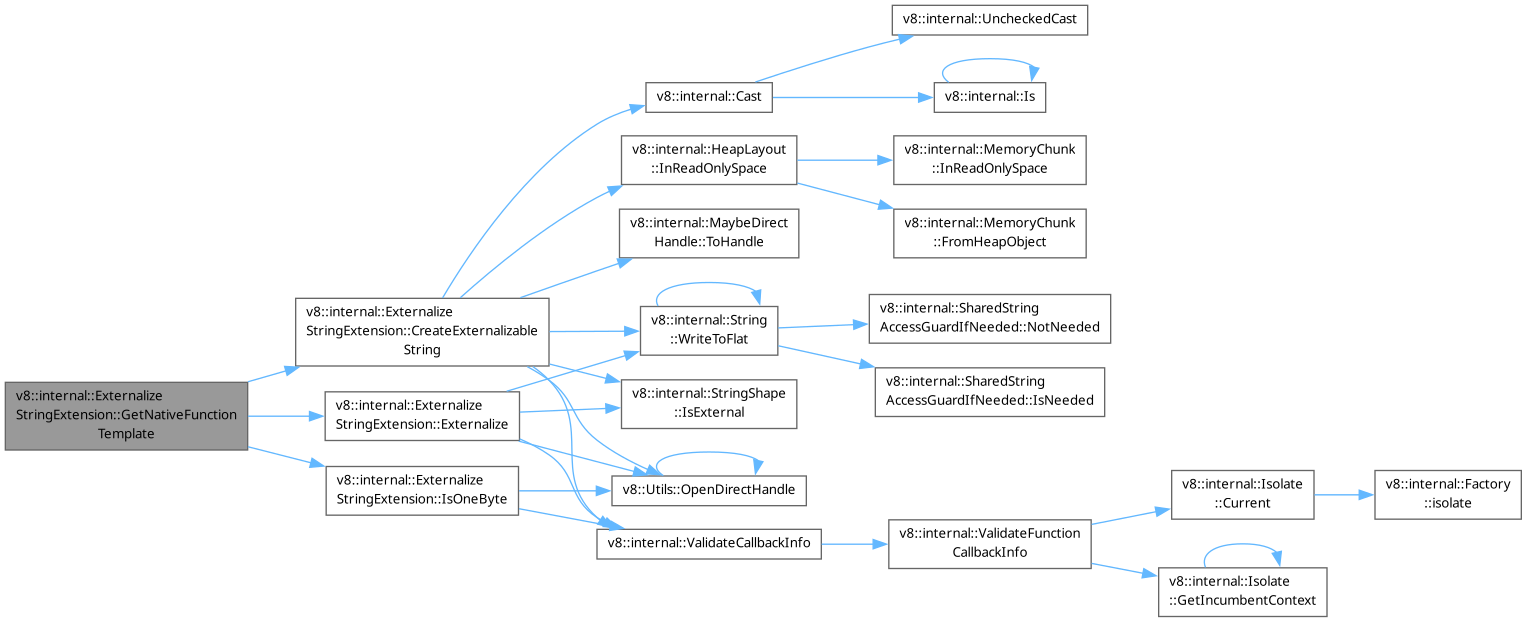 v8::internal::UncheckedCast
v8::internal::Cast
v8::internal::Is
v8::internal::HeapLayout
::InReadOnlySpace
v8::internal::MemoryChunk
::InReadOnlySpace
v8::internal::MaybeDirect
Handle::ToHandle
v8::internal::MemoryChunk
::FromHeapObject
v8::internal::Externalize
StringExtension::CreateExternalizable
String
v8::internal::String
::WriteToFlat
v8::internal::SharedString
AccessGuardIfNeeded::NotNeeded
v8::internal::SharedString
AccessGuardIfNeeded::IsNeeded
v8::internal::Externalize
StringExtension::GetNativeFunction
Template
v8::internal::Externalize
StringExtension::Externalize
v8::internal::StringShape
::IsExternal
v8::internal::Externalize
StringExtension::IsOneByte
v8::Utils::OpenDirectHandle
v8::internal::ValidateCallbackInfo
v8::internal::ValidateFunction
CallbackInfo
v8::internal::Isolate
::Current
v8::internal::Factory
::isolate
v8::internal::Isolate
::GetIncumbentContext